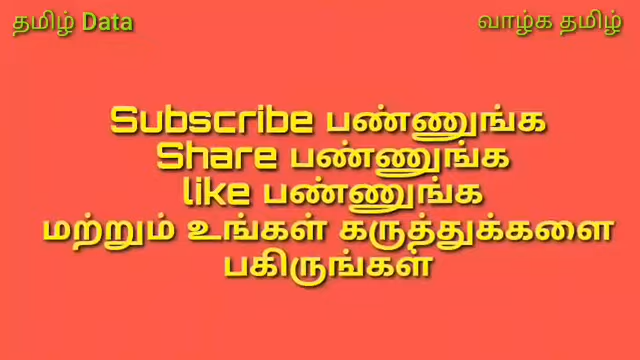 தமிழ் Data
வாழ்க தமிழ்
Subscribe பண்ணுங்க
Share பண்ணுங்க
like பண்ணுங்க
மற்றும் உங்கள் கருத்துக்களை
பகிருங்கள்